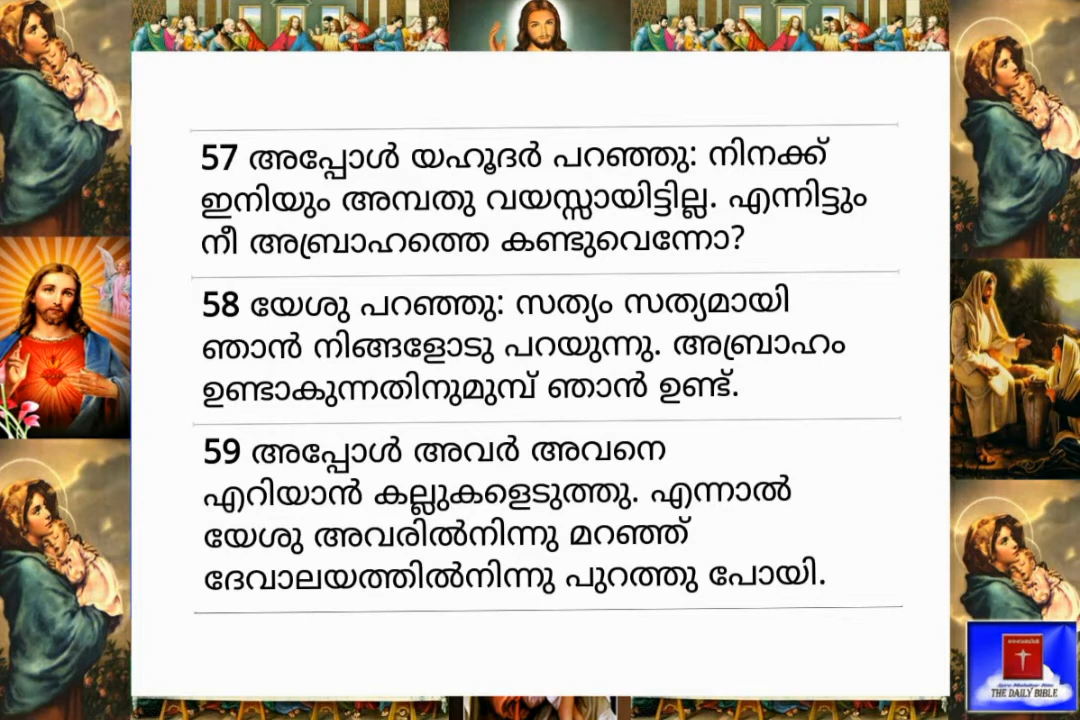 57 അപ്പോൾ യഹൂദർ പറഞ്ഞു: നിനക്ക്
ഇനിയും അമ്പതു വയസ്സായിട്ടില്ല. എന്നിട്ടും
നീ അബ്രാഹത്തെ കണ്ടുവെന്നോ?
58 യേശു പറഞ്ഞു: സത്യം സത്യമായി
ഞാൻ നിങ്ങളോടു പറയുന്നു. അബ്രാഹം
ഉണ്ടാകുന്നതിനുമുമ്പ് ഞാൻ ഉണ്ട്.
59 അപ്പോൾ അവർ അവനെ
എറിയാൻ കല്ലുകളെടുത്തു. എന്നാൽ
യേശു അവരിൽനിന്നു മറഞ്ഞ്
ദേവാലയത്തിൽനിന്നു പുറത്തു പോയി.
THE DAILY BIBLE